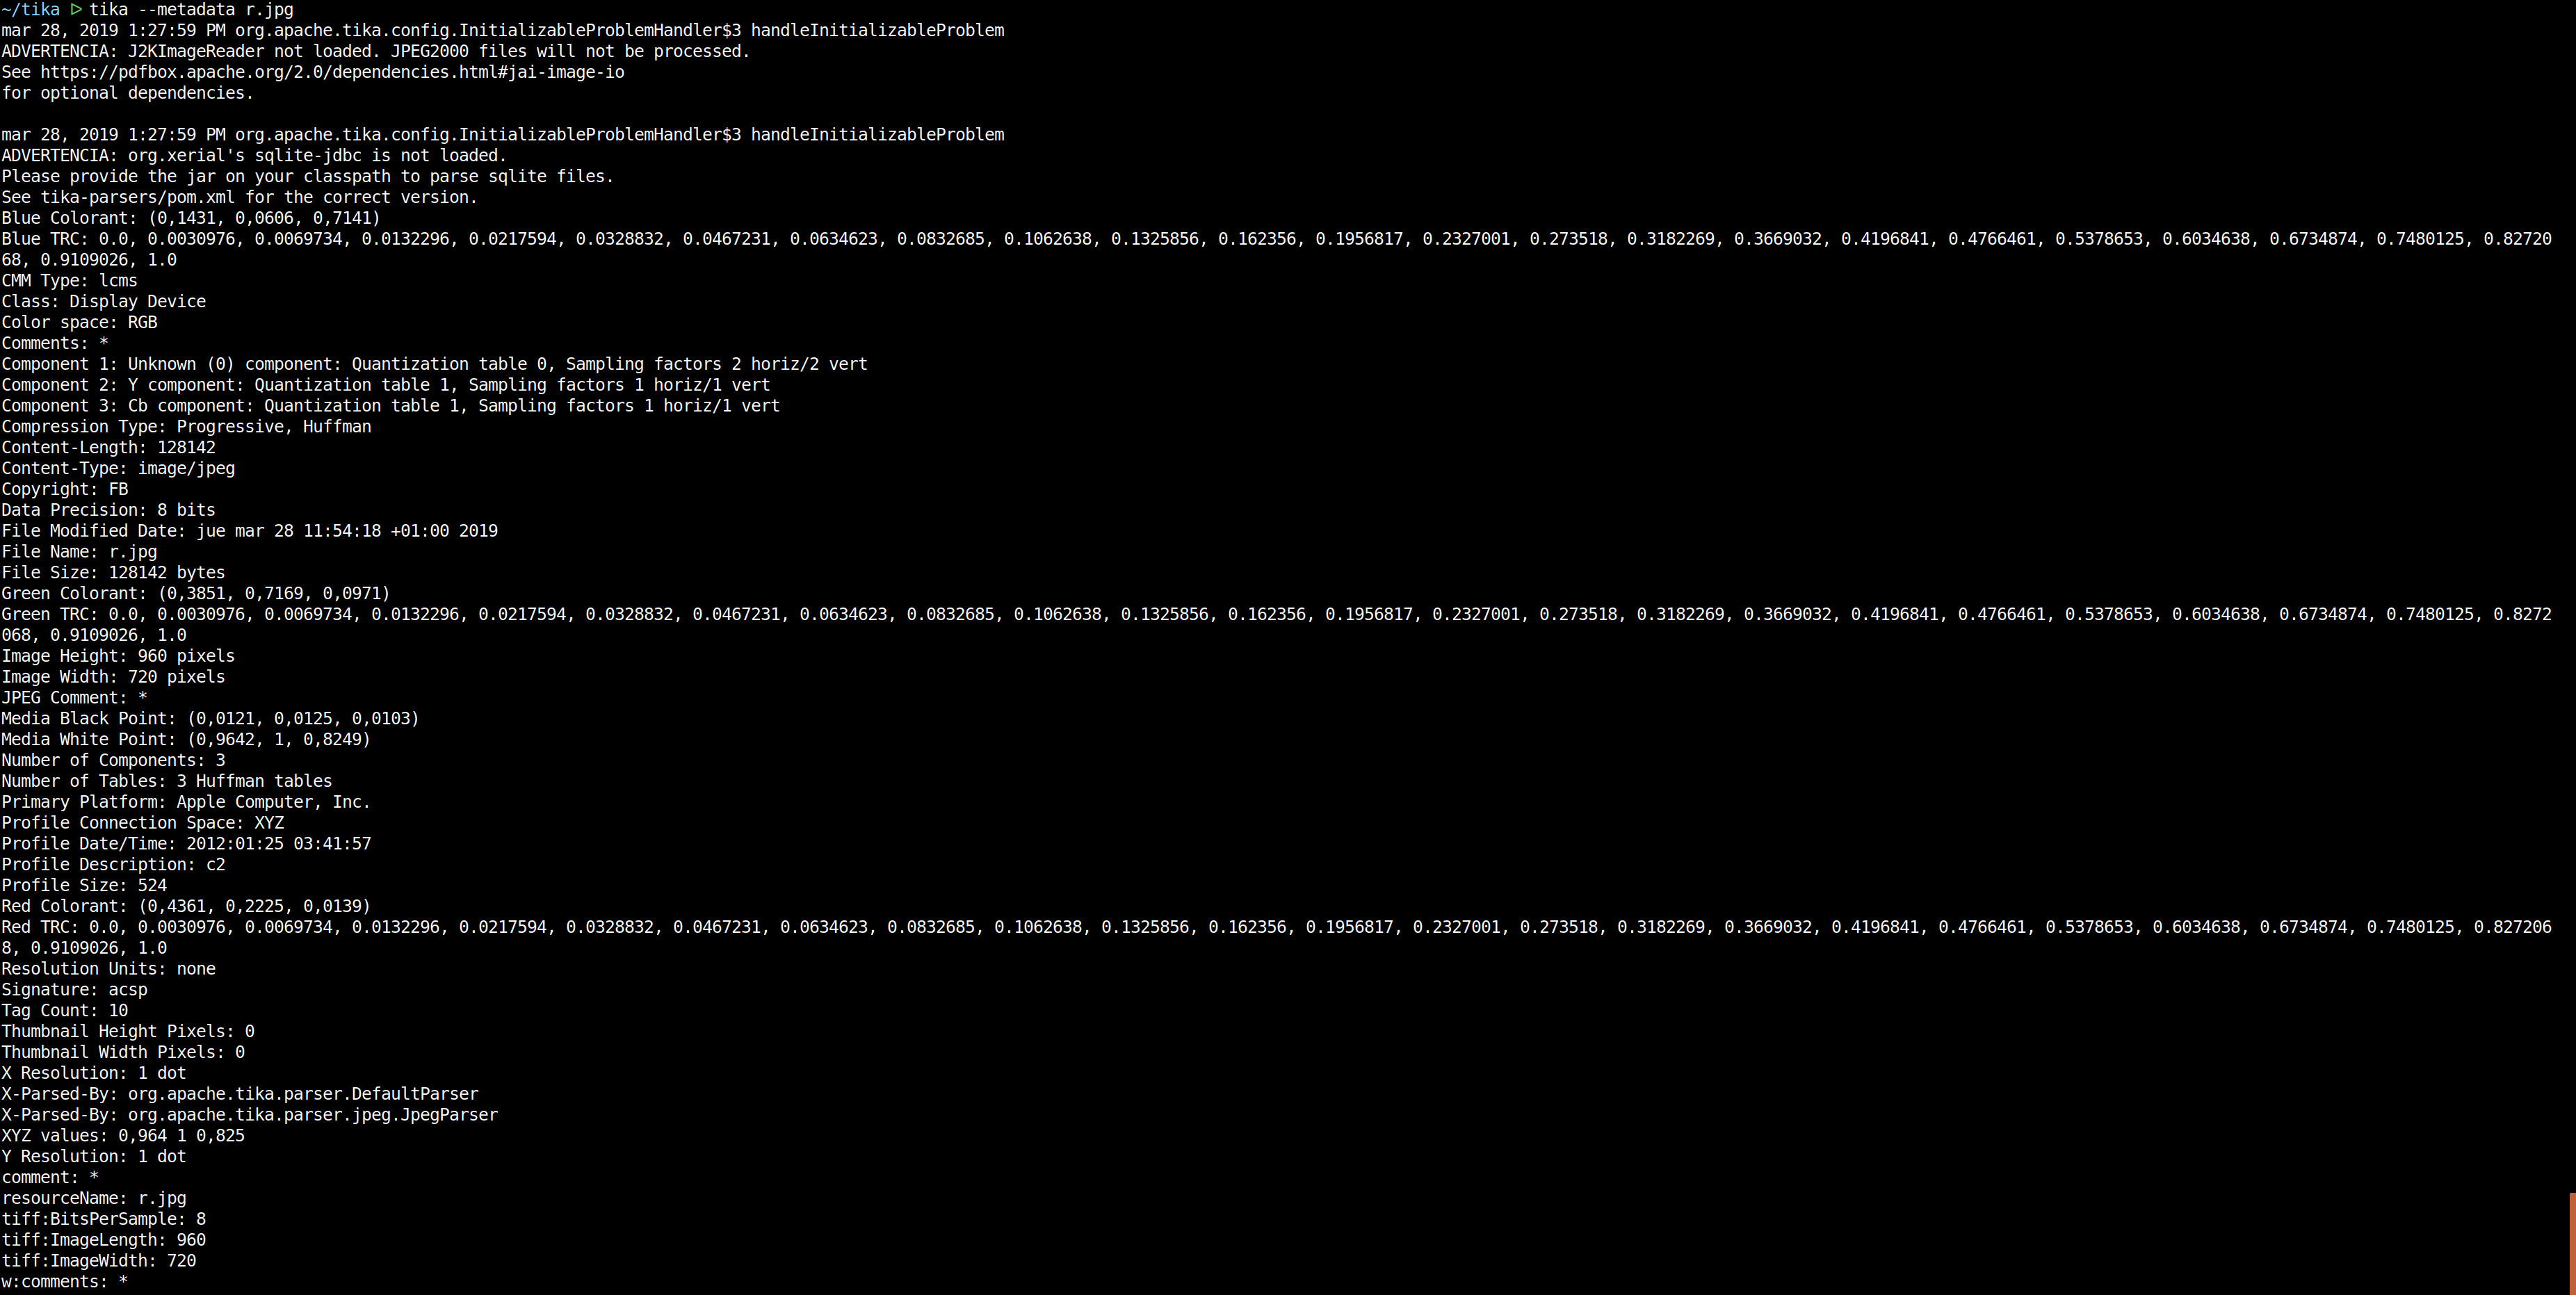 ~/tika ▷ tika --metadata r.jpg
mar 28, 2019 1:27:59 PM org.apache.tika.config.InitializableProblemHandler$3 handleInitializableProblem
ADVERTENCIA: J2KImageReader not loaded. JPEG2000 files will not be processed.
See https://pdfbox.apache.org/2.0/dependencies.html#jai-image-io
for optional dependencies.

mar 28, 2019 1:27:59 PM org.apache.tika.config.InitializableProblemHandler$3 handleInitializableProblem
ADVERTENCIA: org.xerial's sqlite-jdbc is not loaded.
Please provide the jar on your classpath to parse sqlite files.
See tika-parsers/pom.xml for the correct version.
Blue Colorant: (0,1431, 0,0606, 0,7141)
Blue TRC: 0.0, 0.0030976, 0.0069734, 0.0132296, 0.0217594, 0.0328832, 0.0467231, 0.0634623, 0.0832685, 0.1062638, 0.1325856, 0.162356, 0.1956817, 0.2327001, 0.273518, 0.3182269, 0.3669032, 0.4196841, 0.4766461, 0.5378653, 0.6034638, 0.6734874, 0.7480125, 0.82720
68, 0.9109026, 1.0
CMM Type: lcms
Class: Display Device
Color space: RGB
Comments: *
Component 1: Unknown (0) component: Quantization table 0, Sampling factors 2 horiz/2 vert
Component 2: Y component: Quantization table 1, Sampling factors 1 horiz/1 vert
Component 3: Cb component: Quantization table 1, Sampling factors 1 horiz/1 vert
Compression Type: Progressive, Huffman
Content-Length: 128142
Content-Type: image/jpeg
Copyright: FB
Data Precision: 8 bits
File Modified Date: jue mar 28 11:54:18 +01:00 2019
File Name: r.jpg
File Size: 128142 bytes
Green Colorant: (0,3851, 0,7169, 0,0971)
Green TRC: 0.0, 0.0030976, 0.0069734, 0.0132296, 0.0217594, 0.0328832, 0.0467231, 0.0634623, 0.0832685, 0.1062638, 0.1325856, 0.162356, 0.1956817, 0.2327001, 0.273518, 0.3182269, 0.3669032, 0.4196841, 0.4766461, 0.5378653, 0.6034638, 0.6734874, 0.7480125, 0.8272
068, 0.9109026, 1.0
Image Height: 960 pixels
Image Width: 720 pixels
JPEG Comment: *
Media Black Point: (0,0121, 0,0125, 0,0103)
Media White Point: (0,9642, 1, 0,8249)
Number of Components: 3
Number of Tables: 3 Huffman tables
Primary Platform: Apple Computer, Inc.
Profile Connection Space: XYZ
Profile Date/Time: 2012:01:25 03:41:57
Profile Description: c2
Profile Size: 524
Red Colorant: (0,4361, 0,2225, 0,0139)
Red TRC: 0.0, 0.0030976, 0.0069734, 0.0132296, 0.0217594, 0.0328832, 0.0467231, 0.0634623, 0.0832685, 0.1062638, 0.1325856, 0.162356, 0.1956817, 0.2327001, 0.273518, 0.3182269, 0.3669032, 0.4196841, 0.4766461, 0.5378653, 0.6034638, 0.6734874, 0.7480125, 0.827206
8, 0.9109026, 1.0
Resolution Units: none
Signature: acsp
Tag Count: 10
Thumbnail Height Pixels: 0
Thumbnail Width Pixels: 0
X Resolution: 1 dot
X-Parsed-By: org.apache.tika.parser.DefaultParser
X-Parsed-By: org.apache.tika.parser.jpeg.JpegParser
XYZ values: 0,964 1 0,825
Y Resolution: 1 dot
comment: *
resourceName: r.jpg
tiff:BitsPerSample: 8
tiff:ImageLength: 960
tiff:ImageWidth: 720
w:comments: *